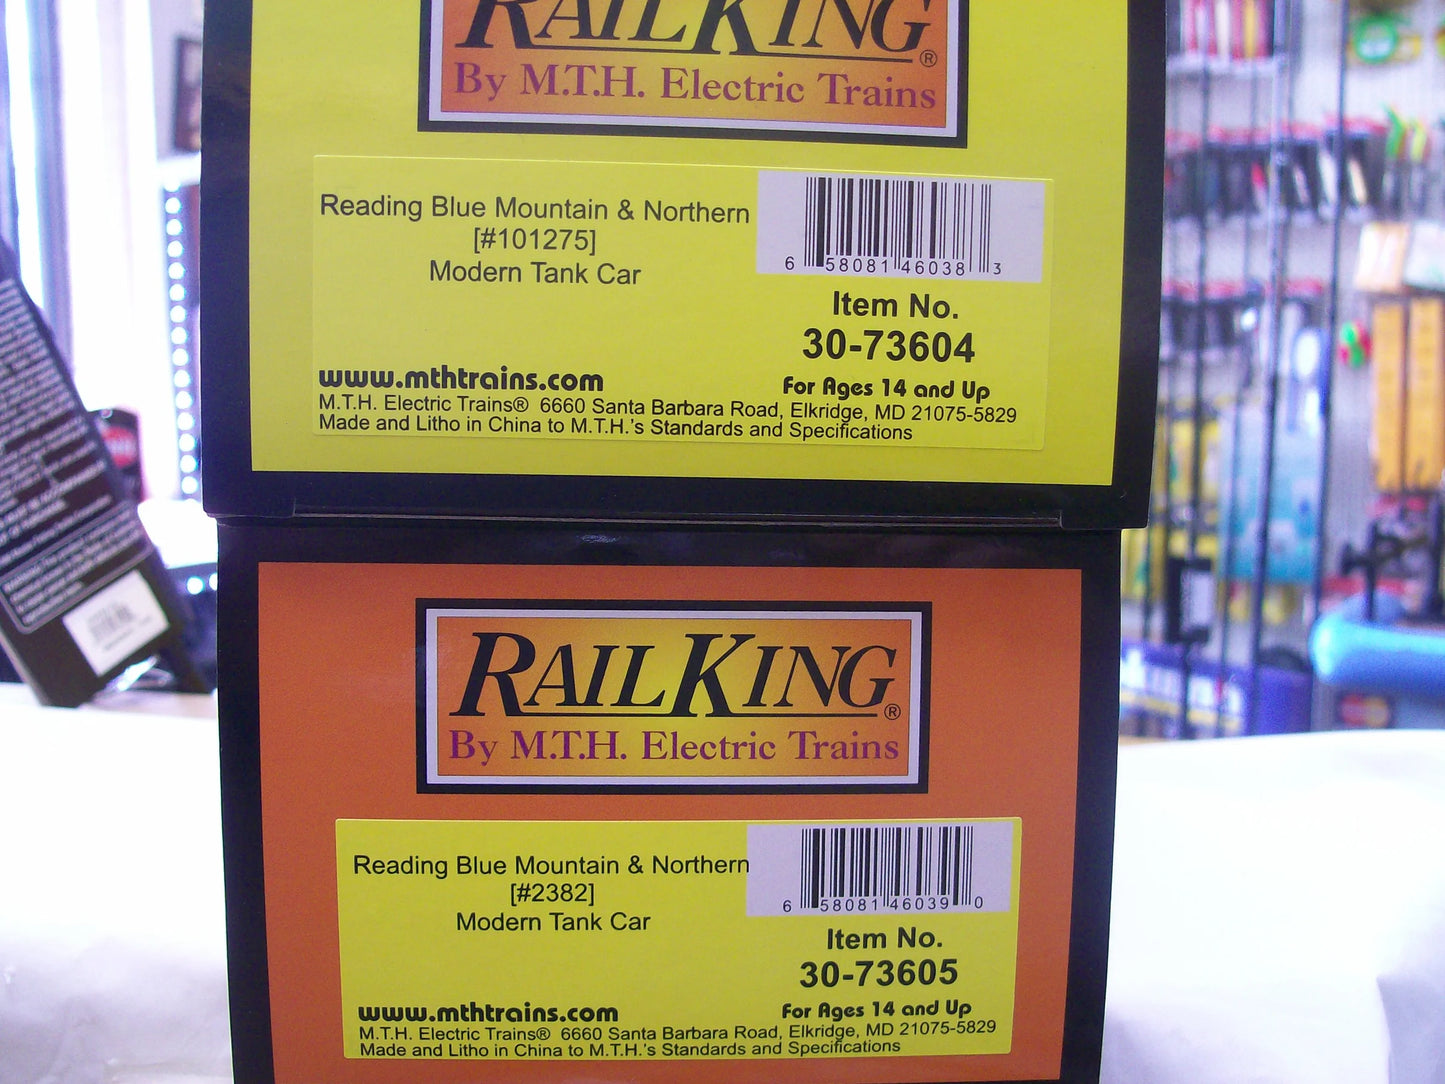 RAILKING®
By M.T.H. Electric Trains
Reading Blue Mountain & Northern
[#101275]
Modern Tank Car
6 58081 46038 3
Item No.
30-73604
For Ages 14 and Up
www.mthtrains.com
M.T.H. Electric Trains® 6660 Santa Barbara Road, Elkridge, MD 21075-5829
Made and Litho in China to M.T.H.'s Standards and Specifications
RAILKING®
By M.T.H. Electric Trains
Reading Blue Mountain & Northern
[#2382]
Modern Tank Car
6 58081 46039 0
Item No.
30-73605
For Ages 14 and Up
www.mthtrains.com
M.T.H. Electric Trains® 6660 Santa Barbara Road, Elkridge, MD 21075-5829
Made and Litho in China to M.T.H.'s Standards and Specifications